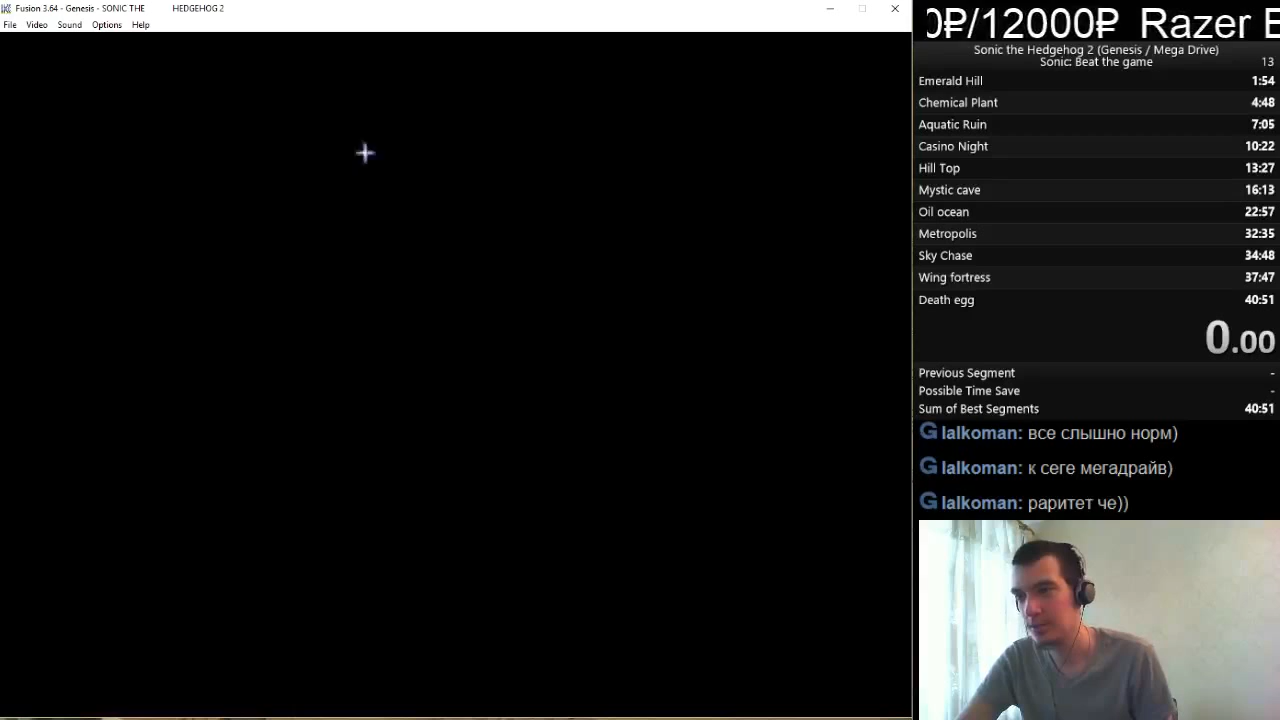 Fusion 3.64 - Genesis - SONIC THE HEDGEHOG 2
File Video Sound Options Help
0₽/12000₽ Razer
Sonic the Hedgehog 2 (Genesis / Mega Drive)
Sonic: Beat the game 13
Emerald Hill 1:54
Chemical Plant 4:48
Aquatic Ruin 7:05
Casino Night 10:22
Hill Top 13:27
Mystic cave 16:13
Oil ocean 22:57
Metropolis 32:35
Sky Chase 34:48
Wing fortress 37:47
Death egg 40:51
0.00
Previous Segment -
Possible Time Save -
Sum of Best Segments 40:51
G lalkoman: все слышно норм)
G lalkoman: к сеге мегадрайв)
G lalkoman: раритет че))